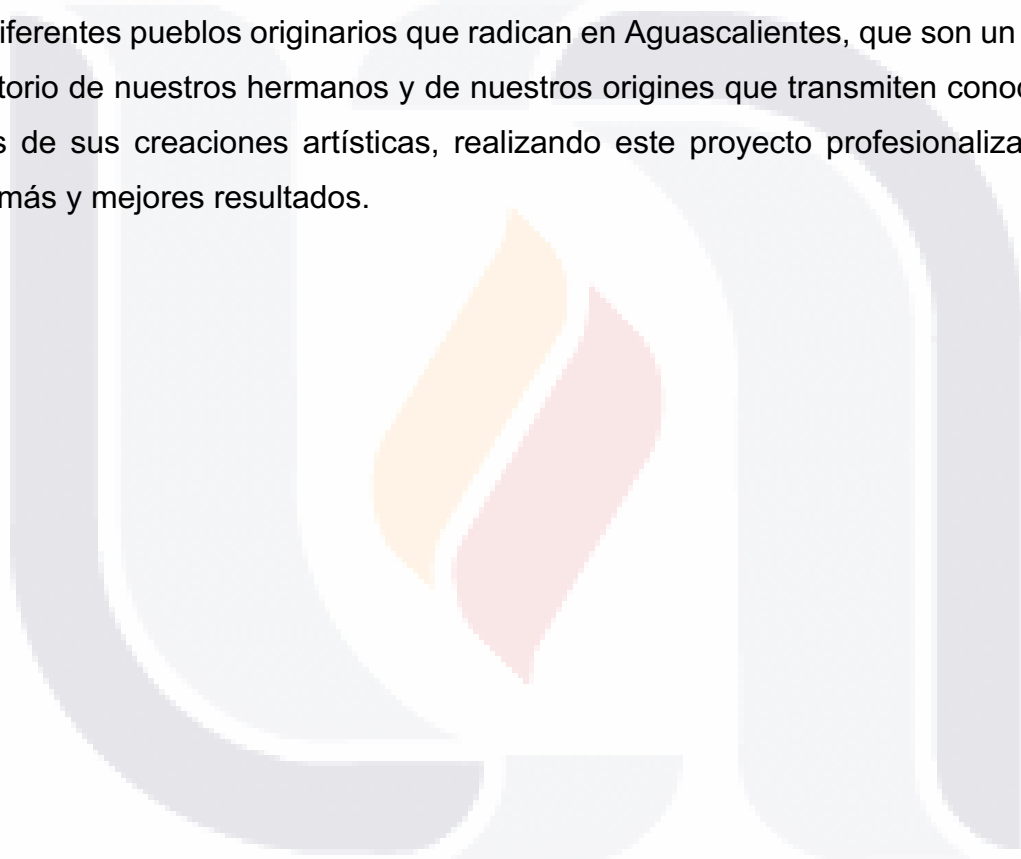 iferentes pueblos originarios que radican en Aguascalientes, que son un
torio de nuestros hermanos y de nuestros origines que transmiten conoc
s de sus creaciones artísticas, realizando este proyecto profesionaliza
más y mejores resultados.